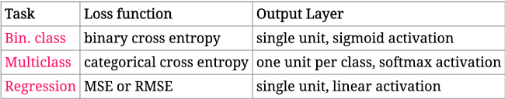 Task Loss function Output Layer
Bin. class binary cross entropy single unit, sigmoid activation
Multiclass categorical cross entropy one unit per class, softmax activation
Regression MSE or RMSE single unit, linear activation